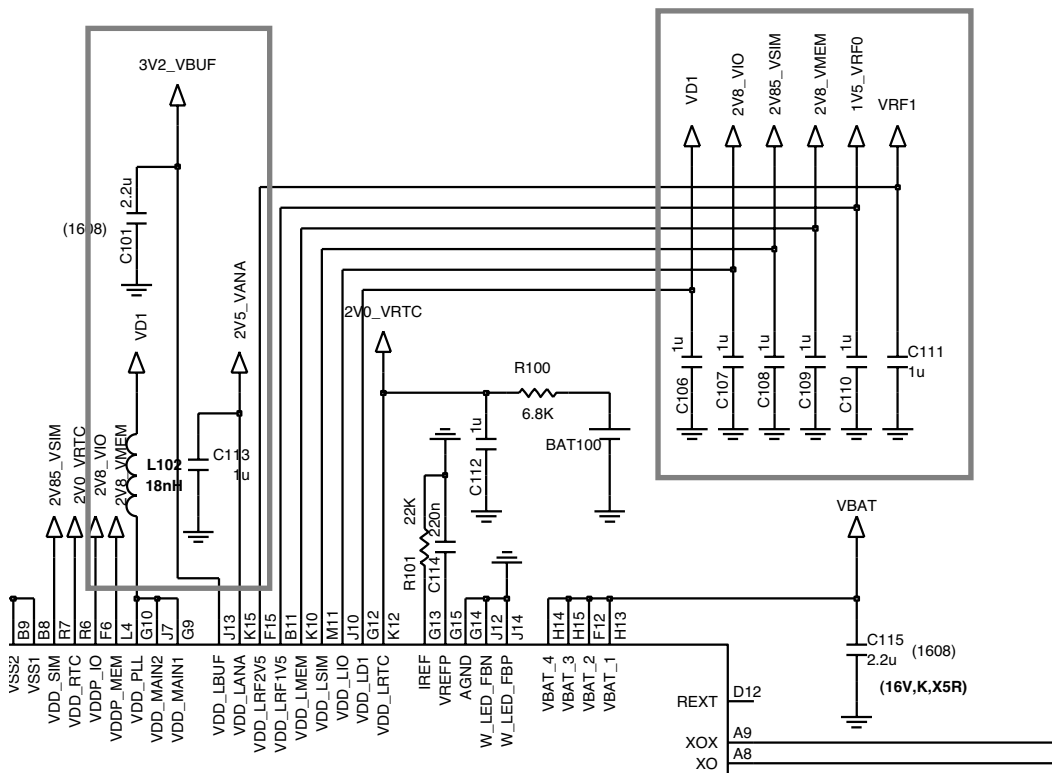 3V2_VBUF
2.2u
(1608)
C101
VD1
2V5_VANA
2V0_VRTC
VD1
2V8_VIO
2V85_VSIM
2V8_VMEM
1V5_VRF0
VRF1
1u
C106
1u
C107
1u
C108
1u
C109
1u
C110
C111
1u
R100
6.8K
BAT100
1u
C112
2V85_VSIM
2V0_VRTC
2V8_VIO
2V8_VMEM
L102
18nH
C113
1u
22K
R101
220n
C114
VBAT
C115
2.2u
(1608)
(16V,K,X5R)
B9
B8
R7
R6
F6
L4
G10
J7
G9
J13
K15
F15
B11
K10
M11
J10
G12
K12
G13
G15
G14
J12
J14
H14
H15
F12
H13
VSS2
VSS1
VDD_SIM
VDD_RTC
VDDP_IO
VDDP_MEM
VDD_PLL
VDD_MAIN2
VDD_MAIN1
VDD_LBUF
VDD_LANA
VDD_LRF2V5
VDD_LRF1V5
VDD_LMEM
VDD_LSIM
VDD_LIO
VDD_LD1
VDD_LRTC
IREF
VREFP
AGND
W_LED_FBN
W_LED_FBP
VBAT_4
VBAT_3
VBAT_2
VBAT_1
REXT
D12
XOX
A9
XO
A8